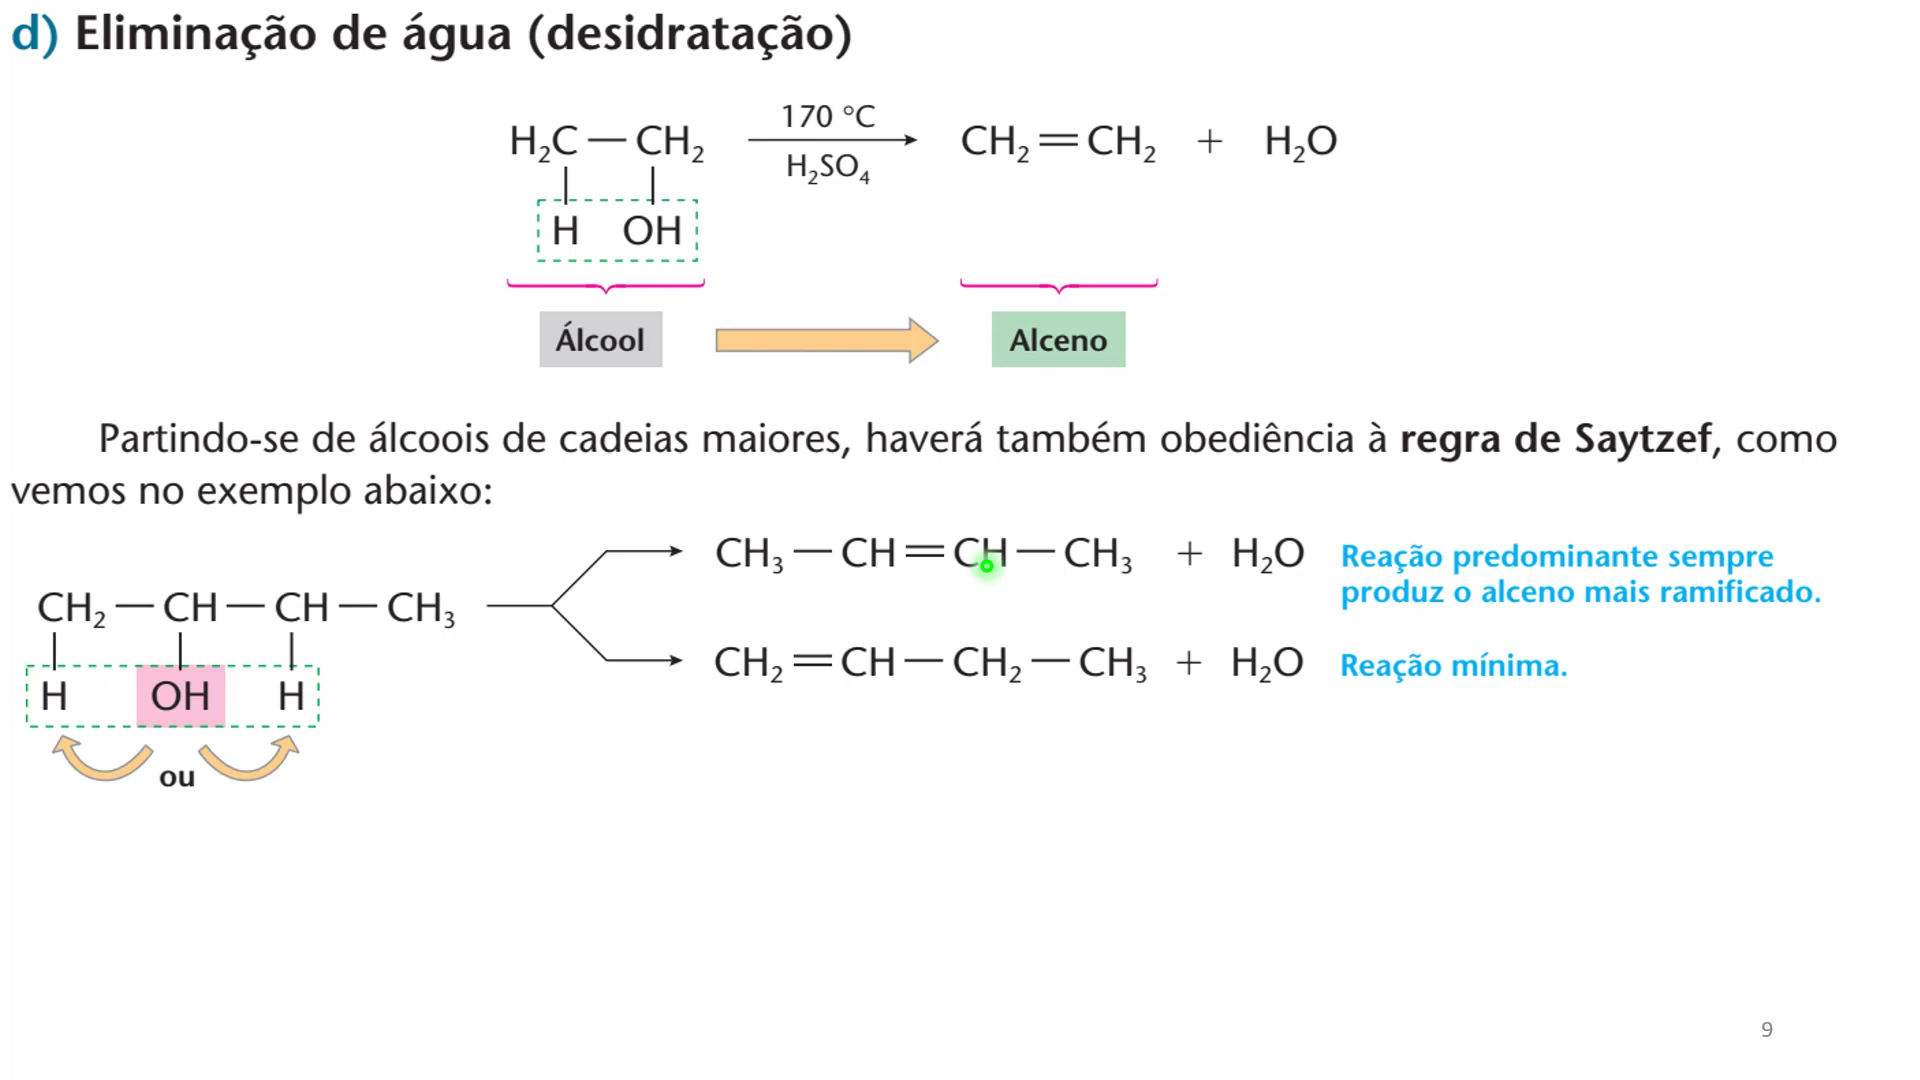 d) Eliminação de água (desidratação)
H₂C — CH₂ 170 °C H₂SO₄ CH₂ = CH₂ + H₂O
H OH
Álcool Alceno
Partindo-se de álcoois de cadeias maiores, haverá também obediência à regra de Saytzef, como
vemos no exemplo abaixo:
CH₃ — CH = CH — CH₃ + H₂O Reação predominante sempre
produz o alceno mais ramificado.
CH₂ — CH — CH — CH₃
CH₂ = CH — CH₂ — CH₃ + H₂O Reação mínima.
H OH H
ou
9